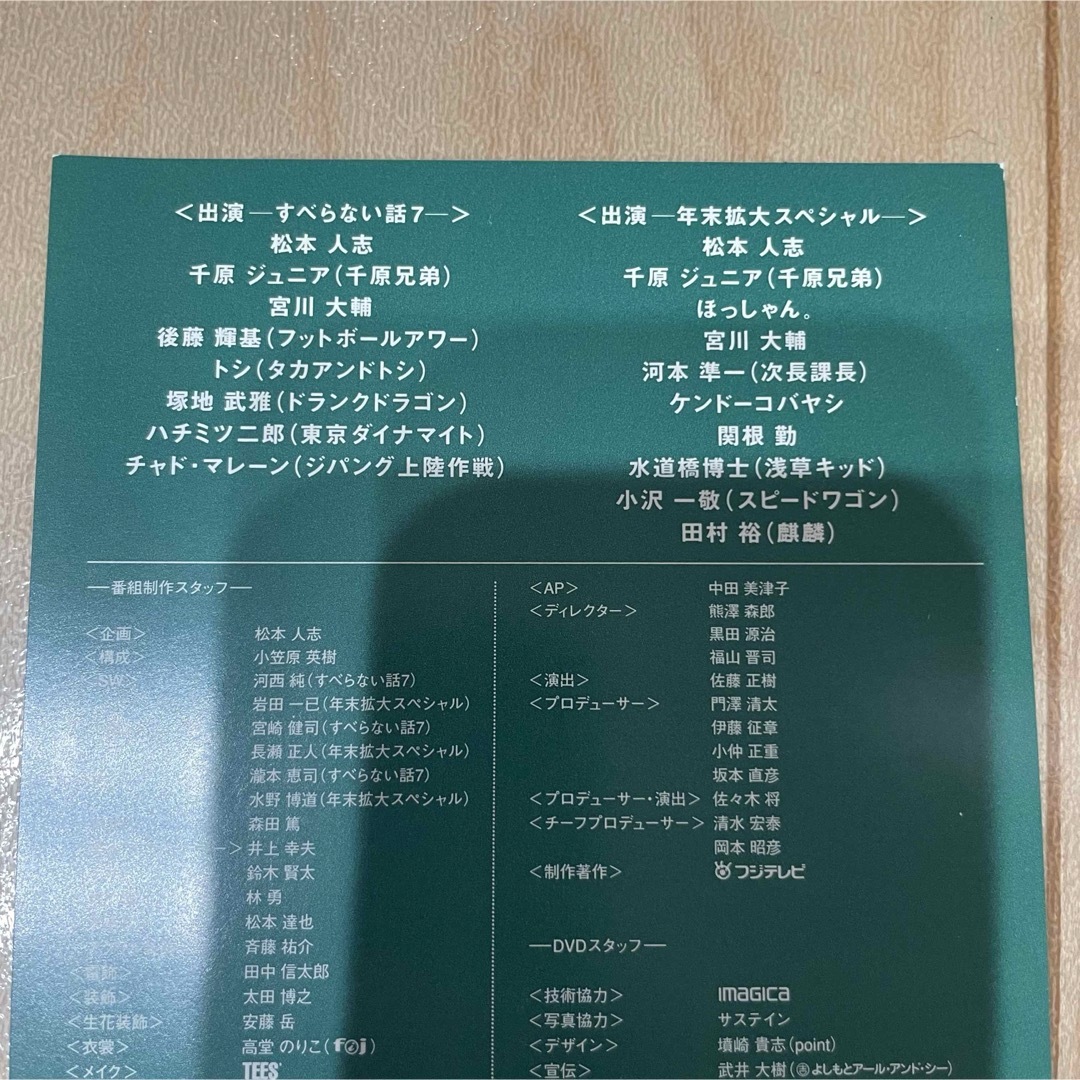 ＜出演―すべらない話7―＞
松本 人志
千原 ジュニア(千原兄弟)
宮川 大輔
後藤 輝基(フットボールアワー)
トシ(タカアンドトシ)
塚地 武雅(ドランクドラゴン)
ハチミツ二郎(東京ダイナマイト)
チャド・マレーン(ジパング上陸作戦)
＜出演―年末拡大スペシャル―＞
松本 人志
千原 ジュニア(千原兄弟)
ほっしゃん。
宮川 大輔
河本 準一(次長課長)
ケンドーコバヤシ
関根 勤
水道橋博士(浅草キッド)
小沢 一敬(スピードワゴン)
田村 裕(麒麟)
―番組制作スタッフ―
＜企画＞ 松本 人志
＜構成＞ 小笠原 英樹
＜SW＞ 河西 純(すべらない話7)
岩田 一巳(年末拡大スペシャル)
宮崎 健司(すべらない話7)
長瀬 正人(年末拡大スペシャル)
瀧本 恵司(すべらない話7)
水野 博道(年末拡大スペシャル)
森田 篤
ー＞ 井上 幸夫
鈴木 賢太
林 勇
松本 達也
斉藤 祐介
田中 信太郎
＜装飾＞ 太田 博之
＜生花装飾＞ 安藤 岳
＜衣裳＞ 高堂 のりこ(foj)
＜メイク＞ TEES
＜AP＞ 中田 美津子
＜ディレクター＞ 熊澤 森郎
黒田 源治
福山 晋司
＜演出＞ 佐藤 正樹
＜プロデューサー＞ 門澤 清太
伊藤 征章
小仲 正重
坂本 直彦
＜プロデューサー・演出＞ 佐々木 将
＜チーフプロデューサー＞ 清水 宏泰
岡本 昭彦
＜制作著作＞ フジテレビ
―DVDスタッフ―
＜技術協力＞ IMAGICA
＜写真協力＞ サステイン
＜デザイン＞ 墳崎 貴志(point)
＜宣伝＞ 武井 大樹(よしもとアール・アンド・シー)